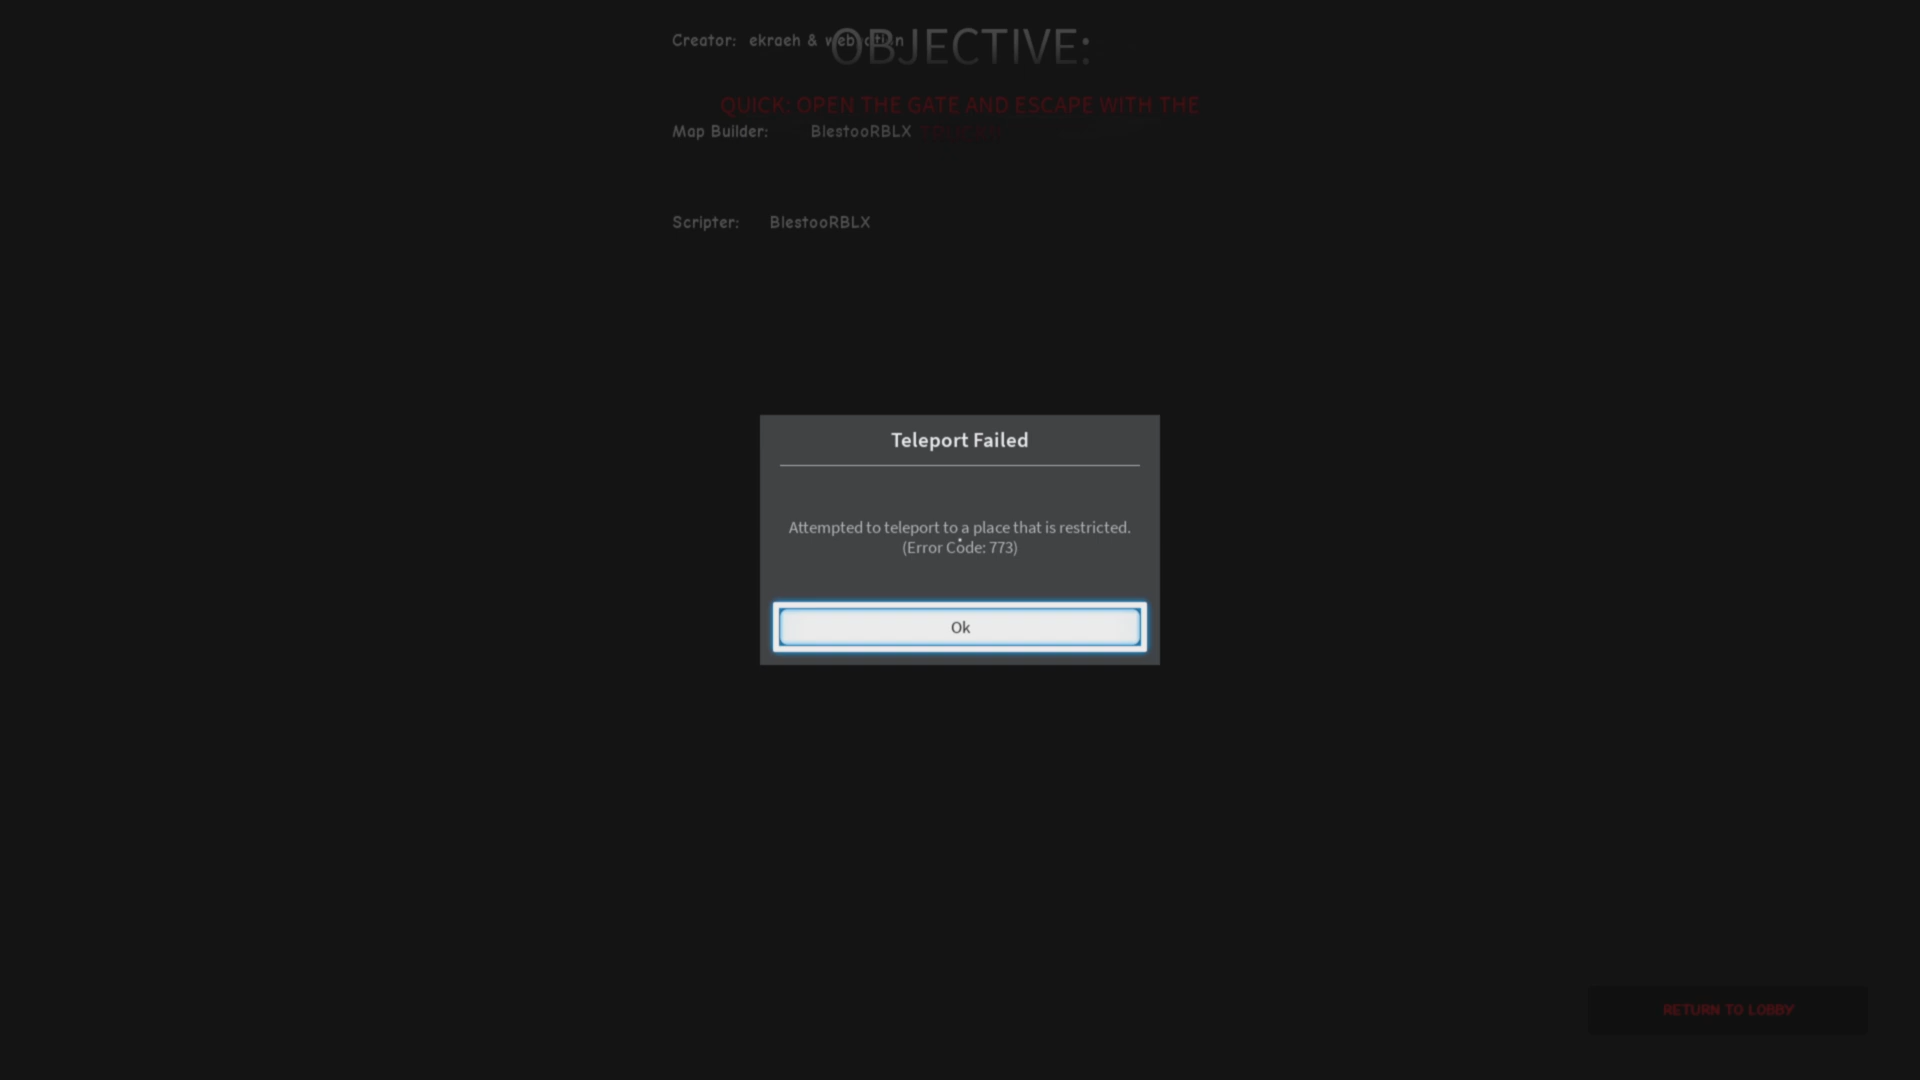 OBJECTIVE:
Creator: ekraeh &
QUICK: OPEN THE GATE AND ESCAPE WITH THE
Map Builder: BlestooRBLX
Scripter: BlestooRBLX
Teleport Failed
Attempted to teleport to a place that is restricted.
(Error Code: 773)
Ok
RETURN TO LOBBY